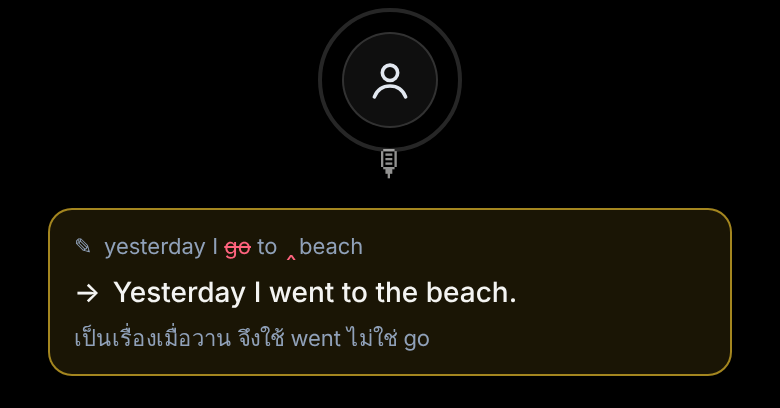 ✎ yesterday I go to ‸beach
→ Yesterday I went to the beach.
เป็นเรื่องเมื่อวาน จึงใช้ went ไม่ใช่ go